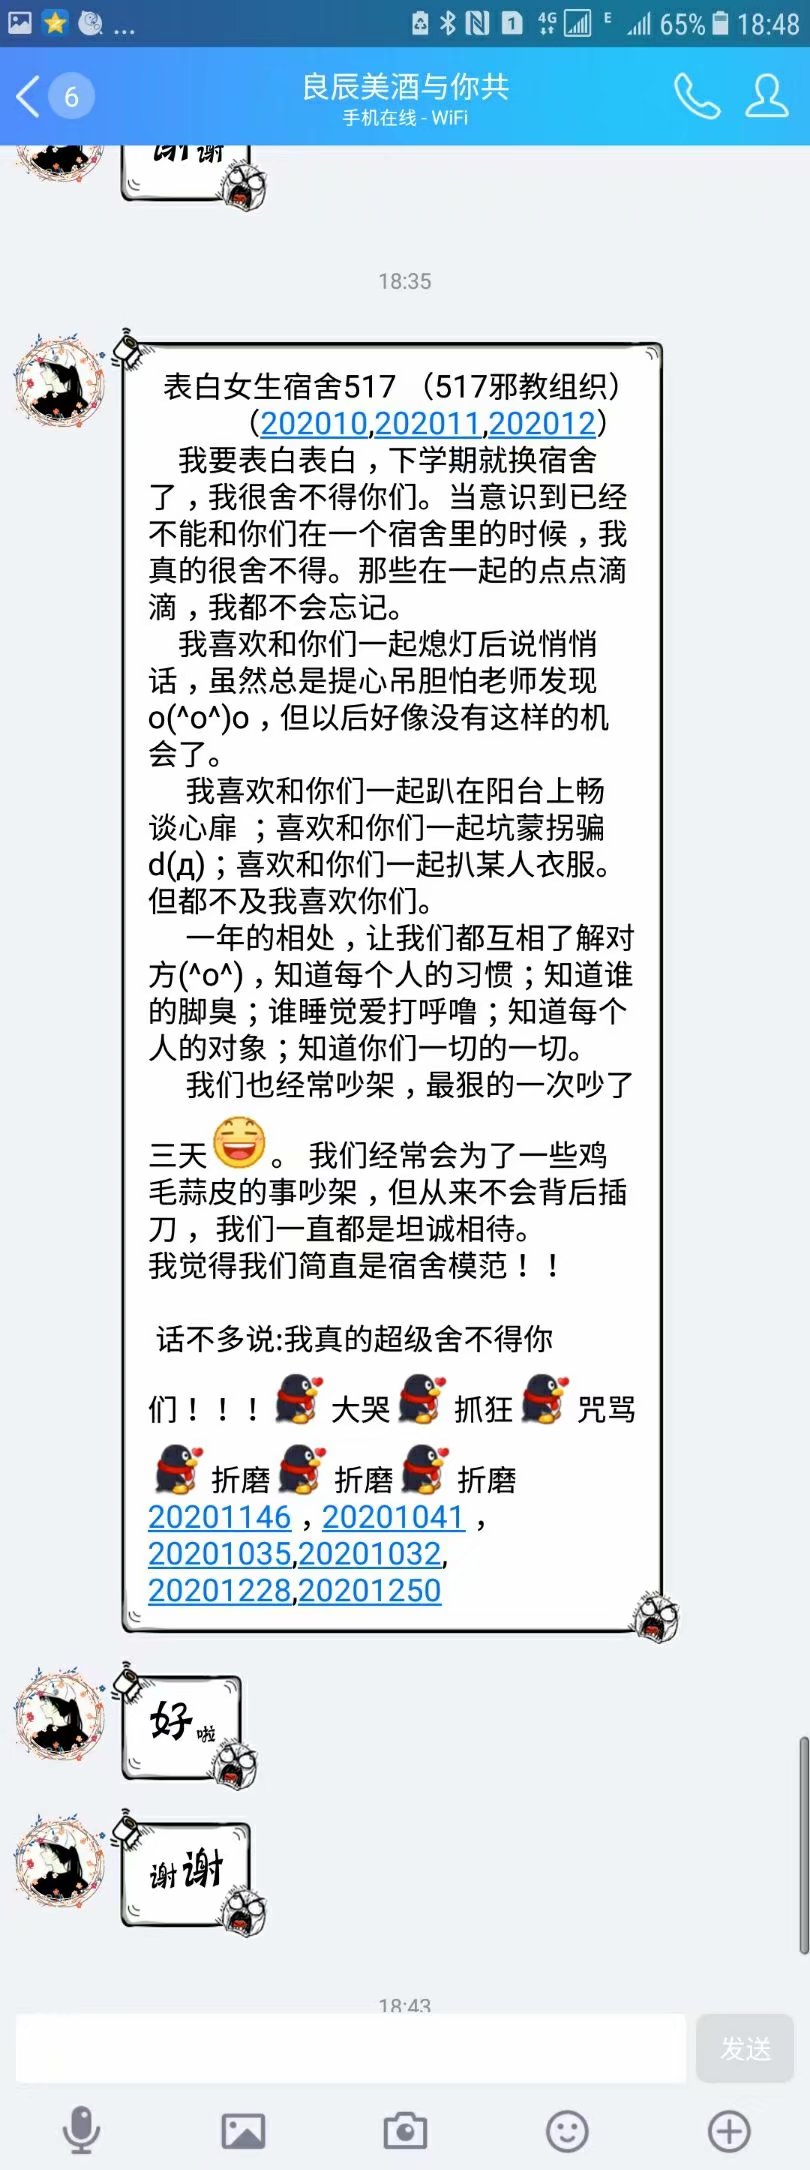 ... 1 4G E 65% 18:48
6 良辰美酒与你共
手机在线 - WiFi
谢谢
18:35
表白女生宿舍517 （517邪教组织）
（202010,202011,202012）
我要表白表白，下学期就换宿舍
了，我很舍不得你们。当意识到已经
不能和你们在一个宿舍里的时候，我
真的很舍不得。那些在一起的点点滴
滴，我都不会忘记。
我喜欢和你们一起熄灯后说悄悄
话，虽然总是提心吊胆怕老师发现
o(^o^)o，但以后好像没有这样的机
会了。
我喜欢和你们一起趴在阳台上畅
谈心扉 ；喜欢和你们一起坑蒙拐骗
d(д)；喜欢和你们一起扒某人衣服。
但都不及我喜欢你们。
一年的相处，让我们都互相了解对
方(^o^)，知道每个人的习惯；知道谁
的脚臭；谁睡觉爱打呼噜；知道每个
人的对象；知道你们一切的一切。
我们也经常吵架，最狠的一次吵了
三天😄。 我们经常会为了一些鸡
毛蒜皮的事吵架，但从来不会背后插
刀， 我们一直都是坦诚相待。
我觉得我们简直是宿舍模范！！
话不多说:我真的超级舍不得你
们！！！ 大哭 抓狂 咒骂
折磨 折磨 折磨
20201146，20201041，
20201035,20201032,
20201228,20201250
好啦
谢谢
18:43
发送